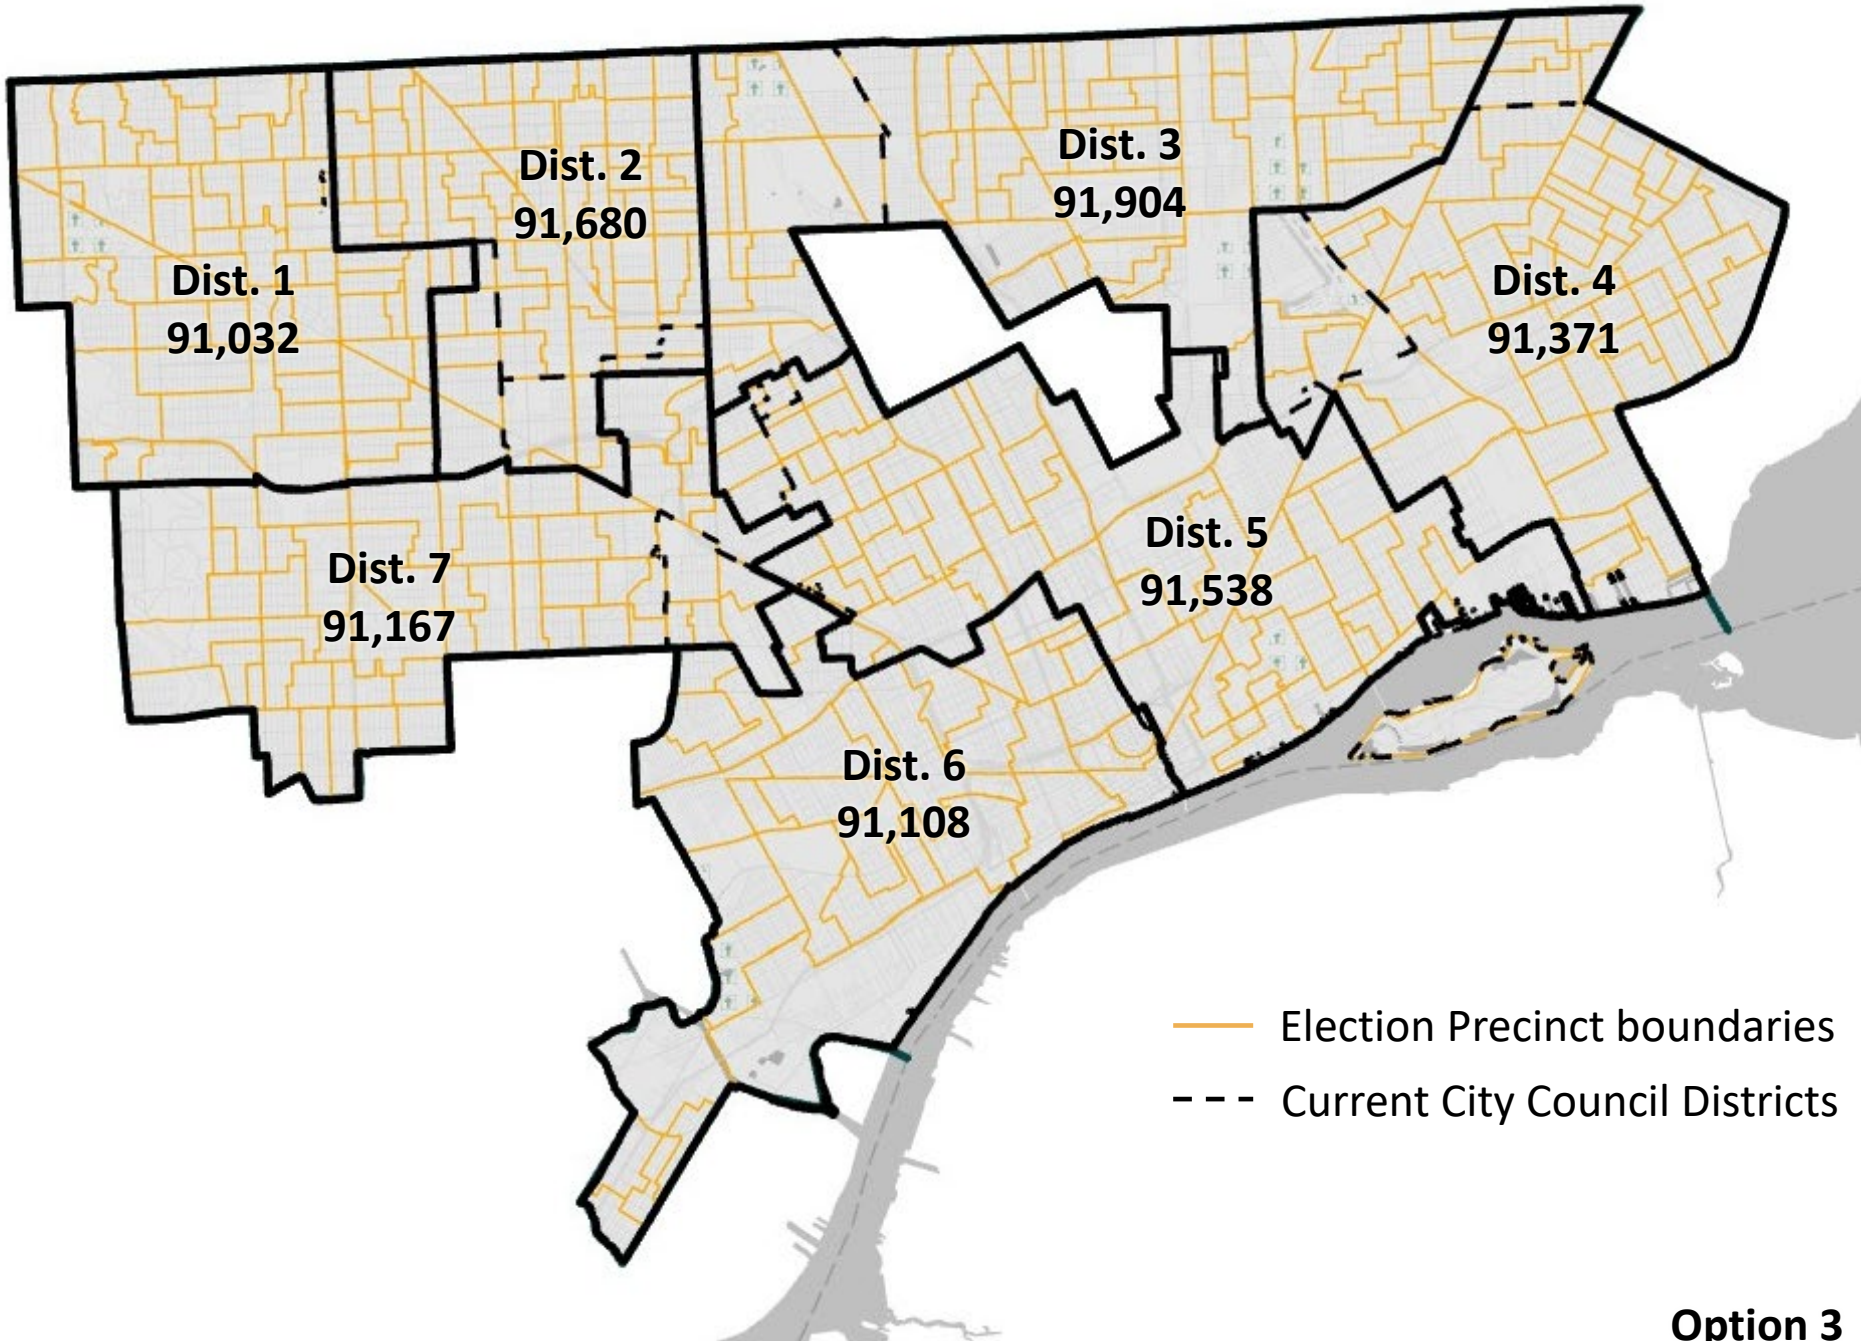 Dist. 1
91,032
Dist. 2
91,680
Dist. 3
91,904
Dist. 4
91,371
Dist. 5
91,538
Dist. 7
91,167
Dist. 6
91,108
Election Precinct boundaries
Current City Council Districts
Option 3